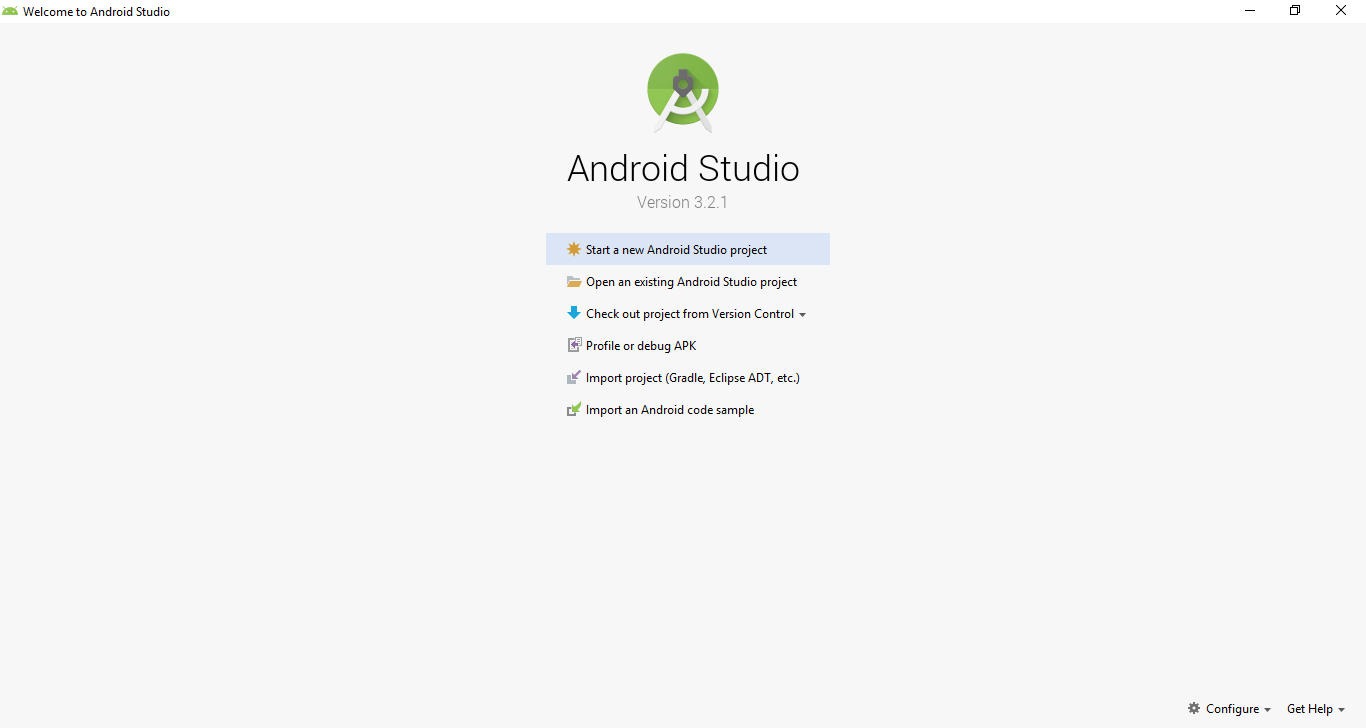 Welcome to Android Studio
Android Studio
Version 3.2.1
Start a new Android Studio project
Open an existing Android Studio project
Check out project from Version Control
Profile or debug APK
Import project (Gradle, Eclipse ADT, etc.)
Import an Android code sample
Configure Get Help